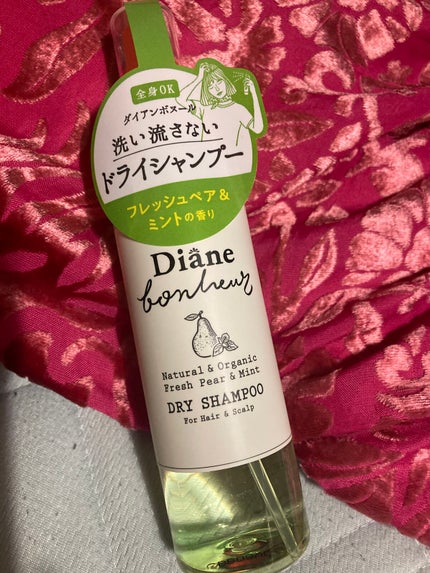 全身OK
ダイアンボヌール
洗い流さない
ドライシャンプー
フレッシュペア&
ミントの香り
Diane
bonheur
Natural & Organic
Fresh Pear & Mint
DRY SHAMPOO
For Hair & Scalp